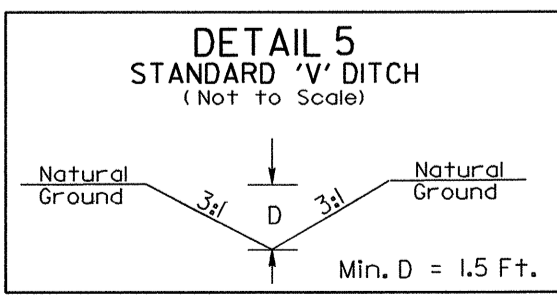 DETAIL 5
STANDARD 'V' DITCH
(Not to Scale)
Natural
Ground
3:1
D
3:1
Natural
Ground
Min. D = 1.5 Ft.